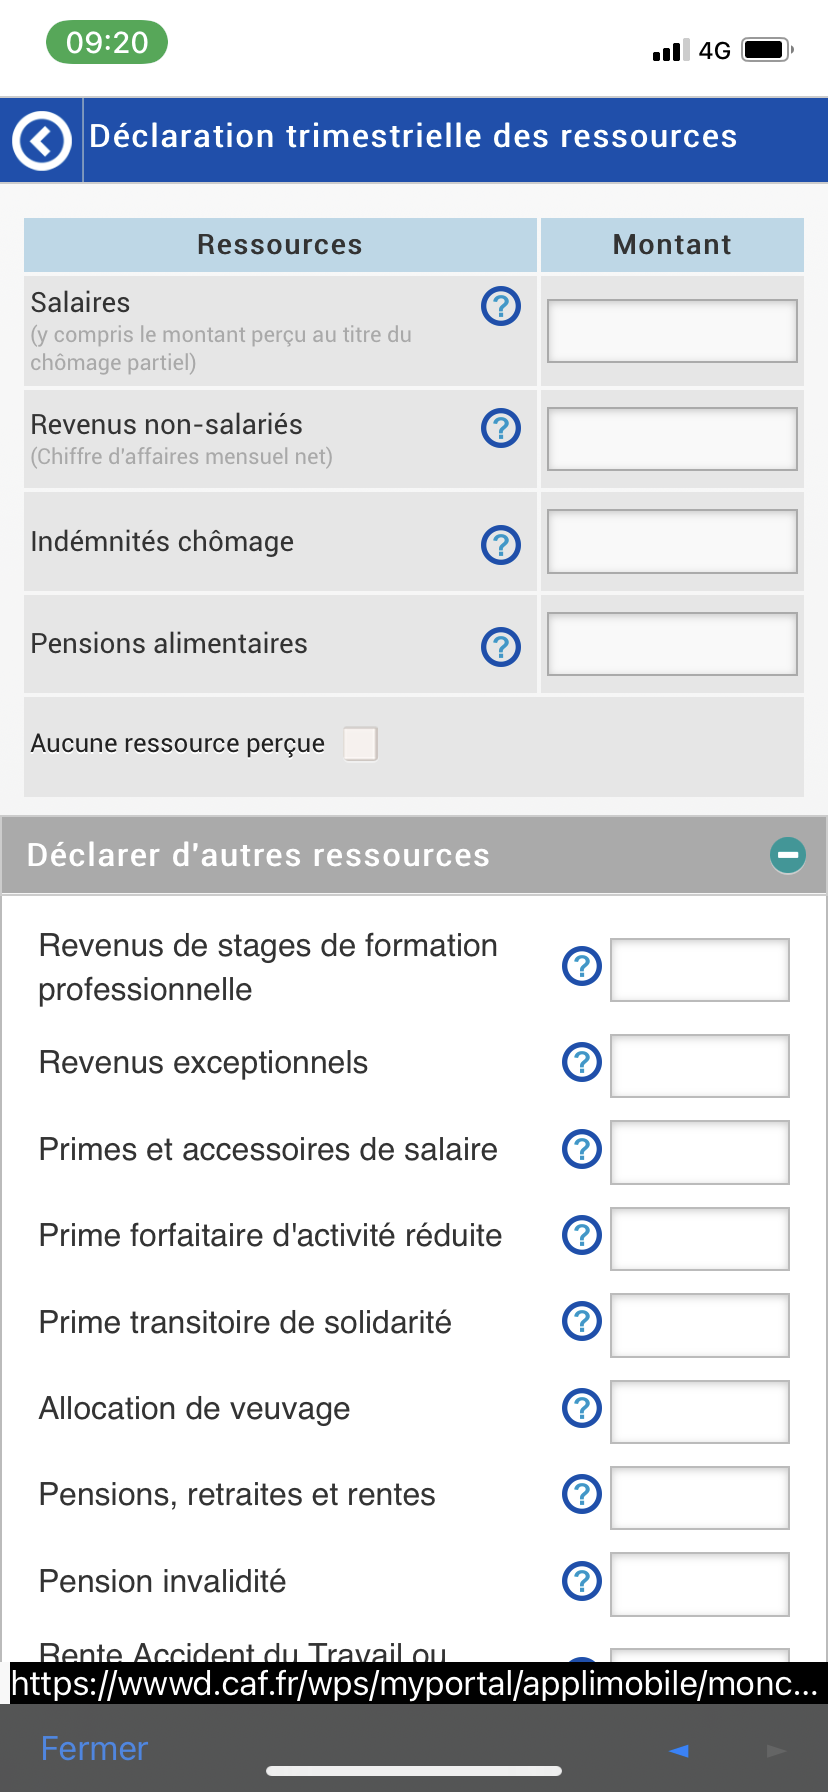 09:20
4G
Déclaration trimestrielle des ressources
Ressources
Montant
Salaires
(y compris le montant perçu au titre du
chômage partiel)
?
Revenus non-salariés
(Chiffre d'affaires mensuel net)
?
Indémnités chômage
?
Pensions alimentaires
?
Aucune ressource perçue
Déclarer d'autres ressources
Revenus de stages de formation
professionnelle
?
Revenus exceptionnels
?
Primes et accessoires de salaire
?
Prime forfaitaire d'activité réduite
?
Prime transitoire de solidarité
?
Allocation de veuvage
?
Pensions, retraites et rentes
?
Pension invalidité
?
Rente Accident du Travail ou
https://wwwd.caf.fr/wps/myportal/applimobile/monc...
Fermer